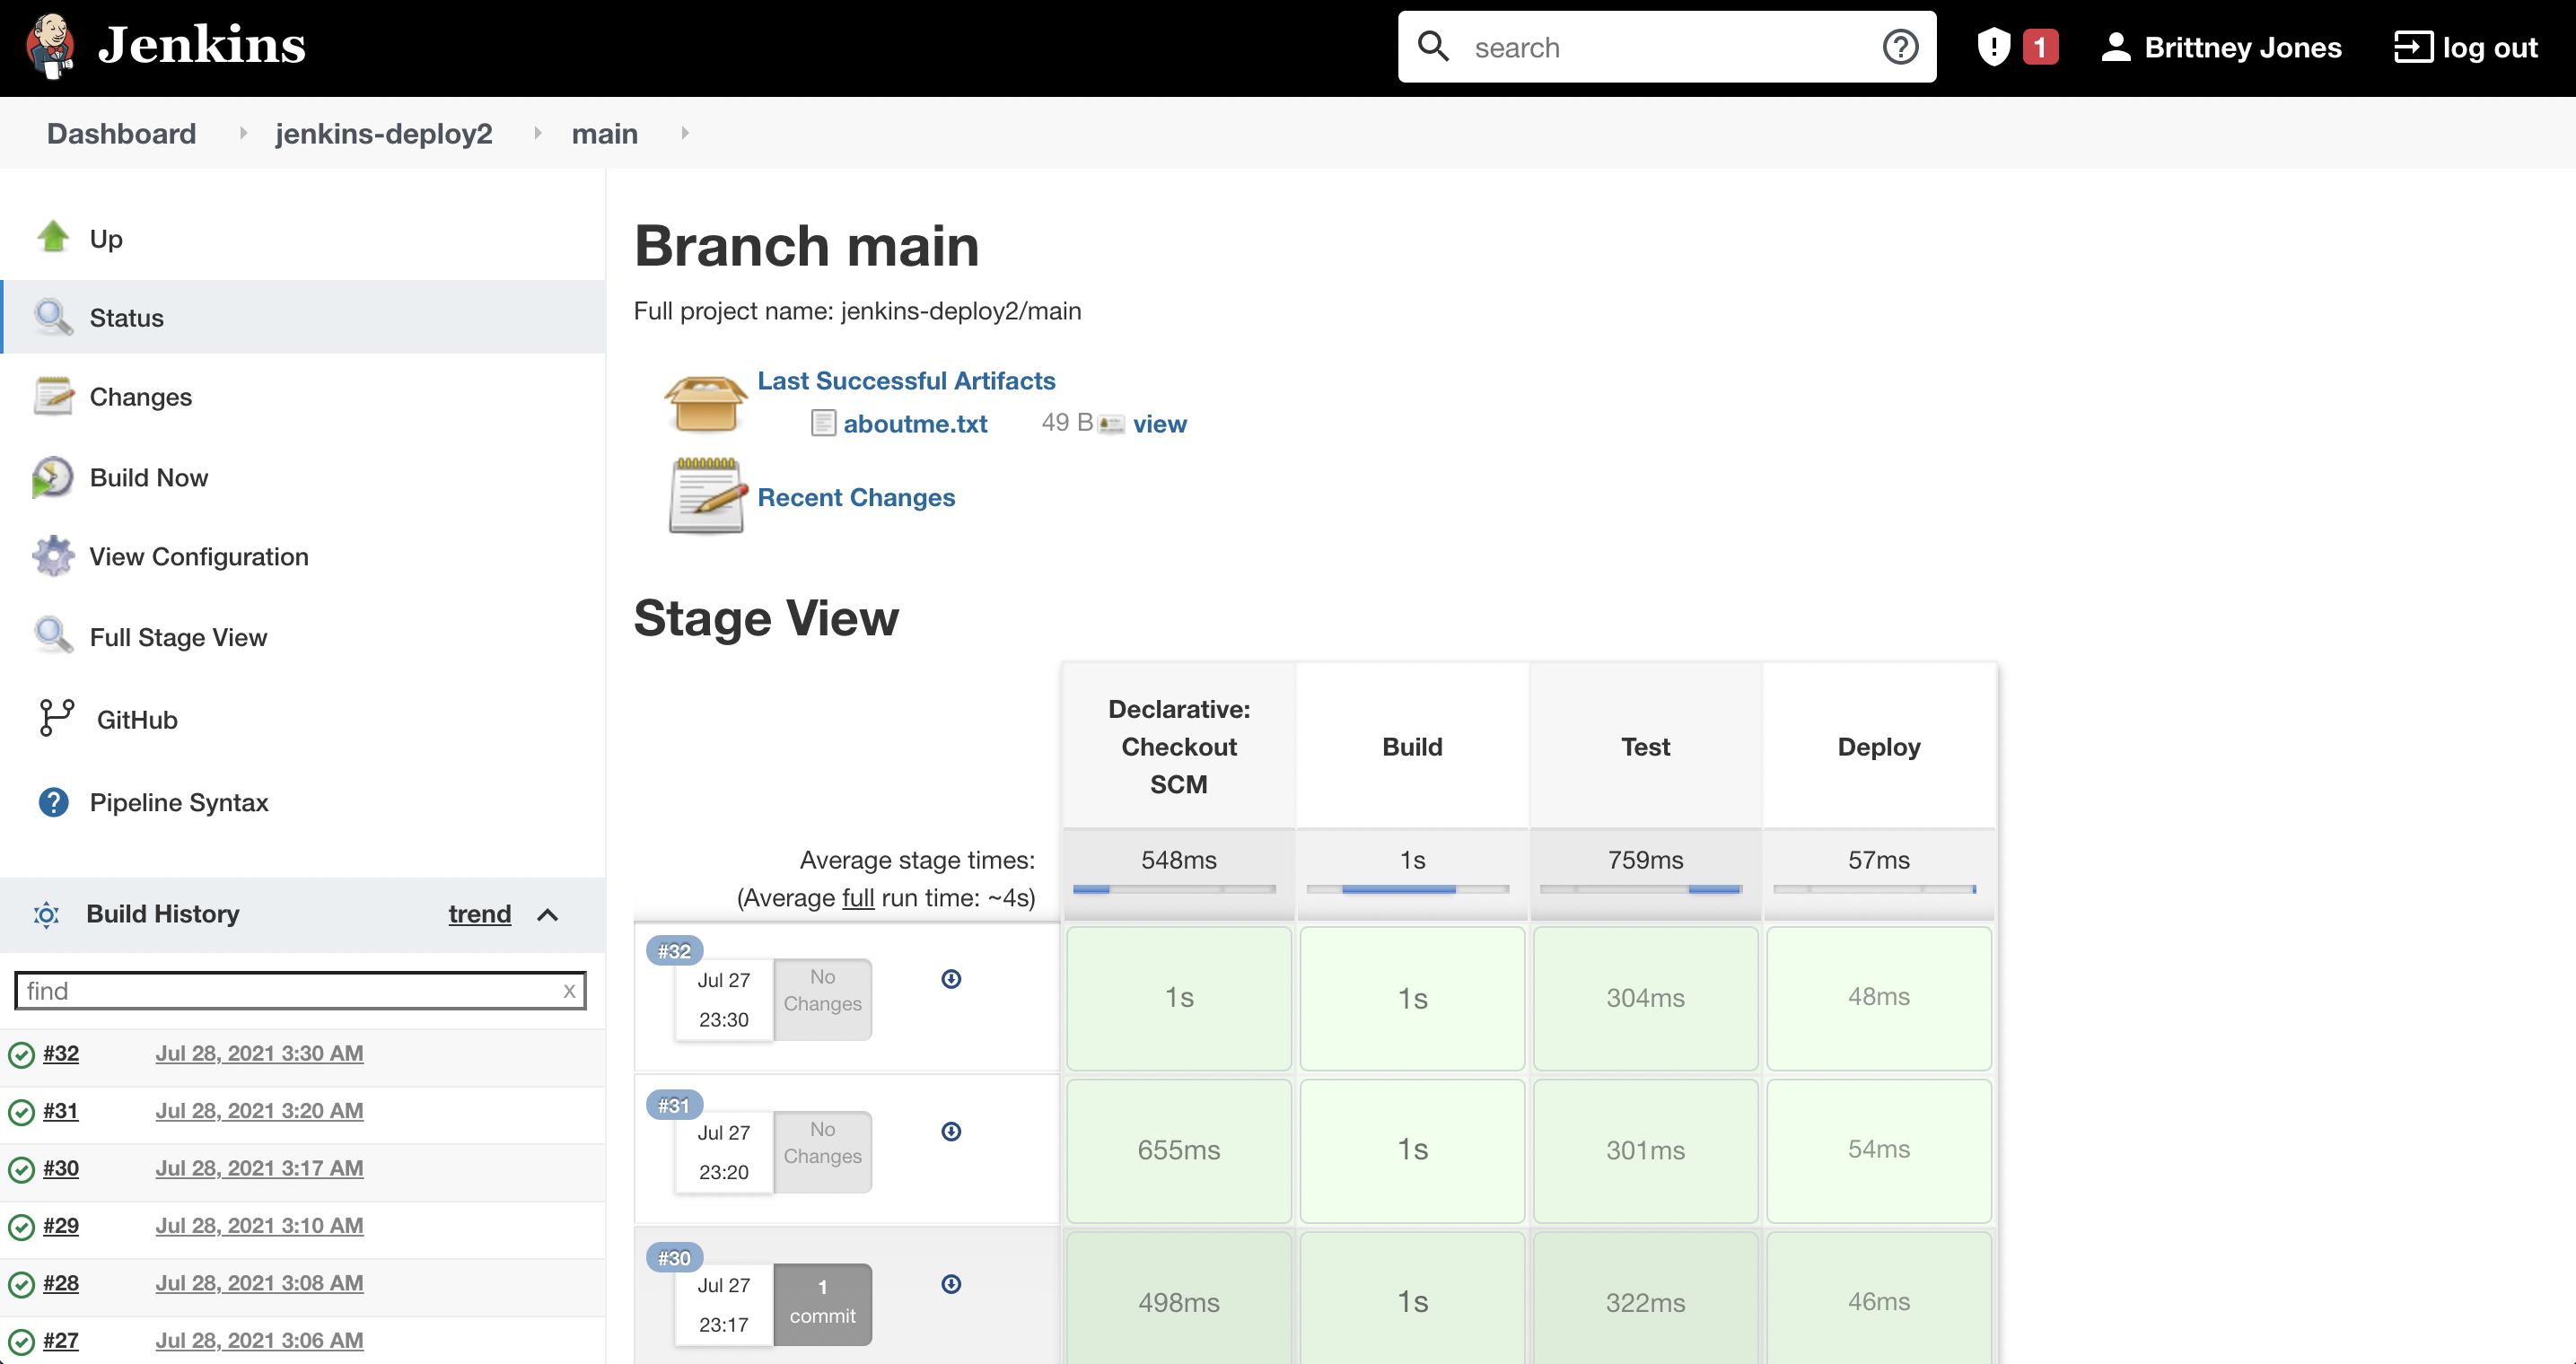 Jenkins
search
1
Brittney Jones
log out
Dashboard
jenkins-deploy2
main
Up
Status
Changes
Build Now
View Configuration
Full Stage View
GitHub
Pipeline Syntax
Build History
trend
find
x
#32 Jul 28, 2021 3:30 AM
#31 Jul 28, 2021 3:20 AM
#30 Jul 28, 2021 3:17 AM
#29 Jul 28, 2021 3:10 AM
#28 Jul 28, 2021 3:08 AM
#27 Jul 28, 2021 3:06 AM
Branch main
Full project name: jenkins-deploy2/main
Last Successful Artifacts
aboutme.txt 49 B view
Recent Changes
Stage View
Declarative:
Checkout
SCM
Build
Test
Deploy
Average stage times:
(Average full run time: ~4s)
548ms
1s
759ms
57ms
#32
Jul 27
23:30
No
Changes
1s
1s
304ms
48ms
#31
Jul 27
23:20
No
Changes
655ms
1s
301ms
54ms
#30
Jul 27
23:17
1
commit
498ms
1s
322ms
46ms